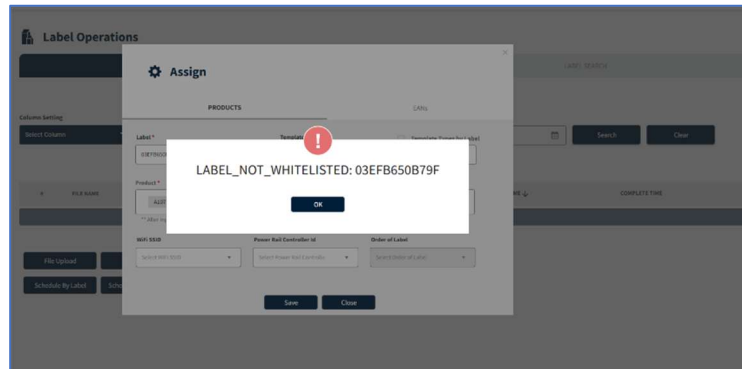 Label Operations
LABEL DESIGN
Assign
×
PRODUCTS
CANs
Column Setting
Select Column
Label *
Template
Template Types by Label
Search
Clear
LABEL_NOT_WHITELISTED: 03EFB650B79F
OK
Product *
FILE NAME
COMPLETE TIME
WiFi SSID
Power Rail Controller Id
Order of Label
Select WiFi SSID
Select Power Rail Controller
Select Order of Label
File Upload
Schedule By Label
Save
Close